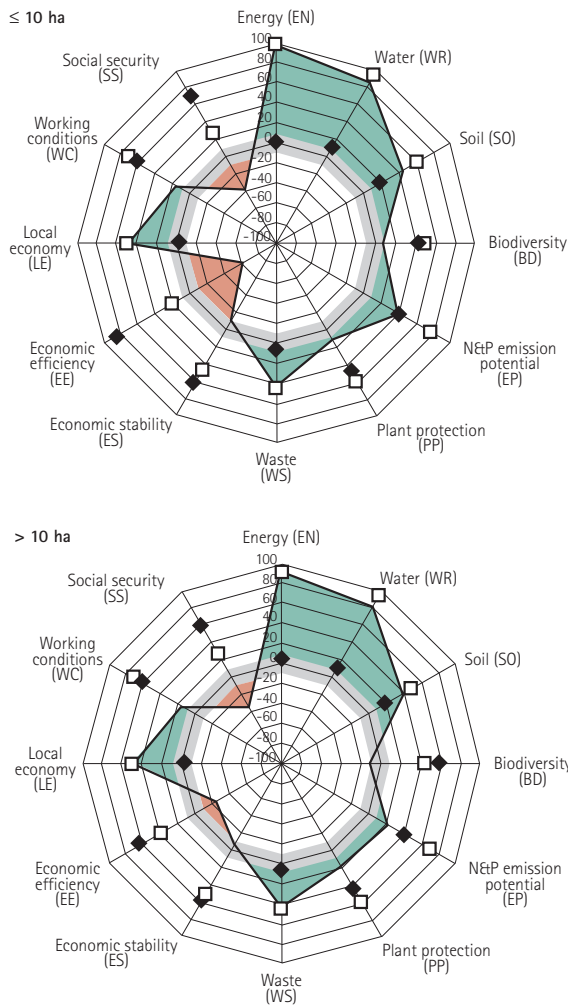 ≤ 10 ha
Energy (EN)
Water (WR)
Soil (SO)
Biodiversity
(BD)
N&P emission
potential
(EP)
Plant protection
(PP)
Waste
(WS)
Economic stability
(ES)
Economic
efficiency
(EE)
Local
economy
(LE)
Working
conditions
(WC)
Social security
(SS)
100
80
60
40
20
0
-20
-40
-60
-80
-100
> 10 ha
Energy (EN)
Water (WR)
Soil (SO)
Biodiversity
(BD)
N&P emission
potential
(EP)
Plant protection
(PP)
Waste
(WS)
Economic stability
(ES)
Economic
efficiency
(EE)
Local
economy
(LE)
Working
conditions
(WC)
Social security
(SS)
100
80
60
40
20
0
-20
-40
-60
-80
-100